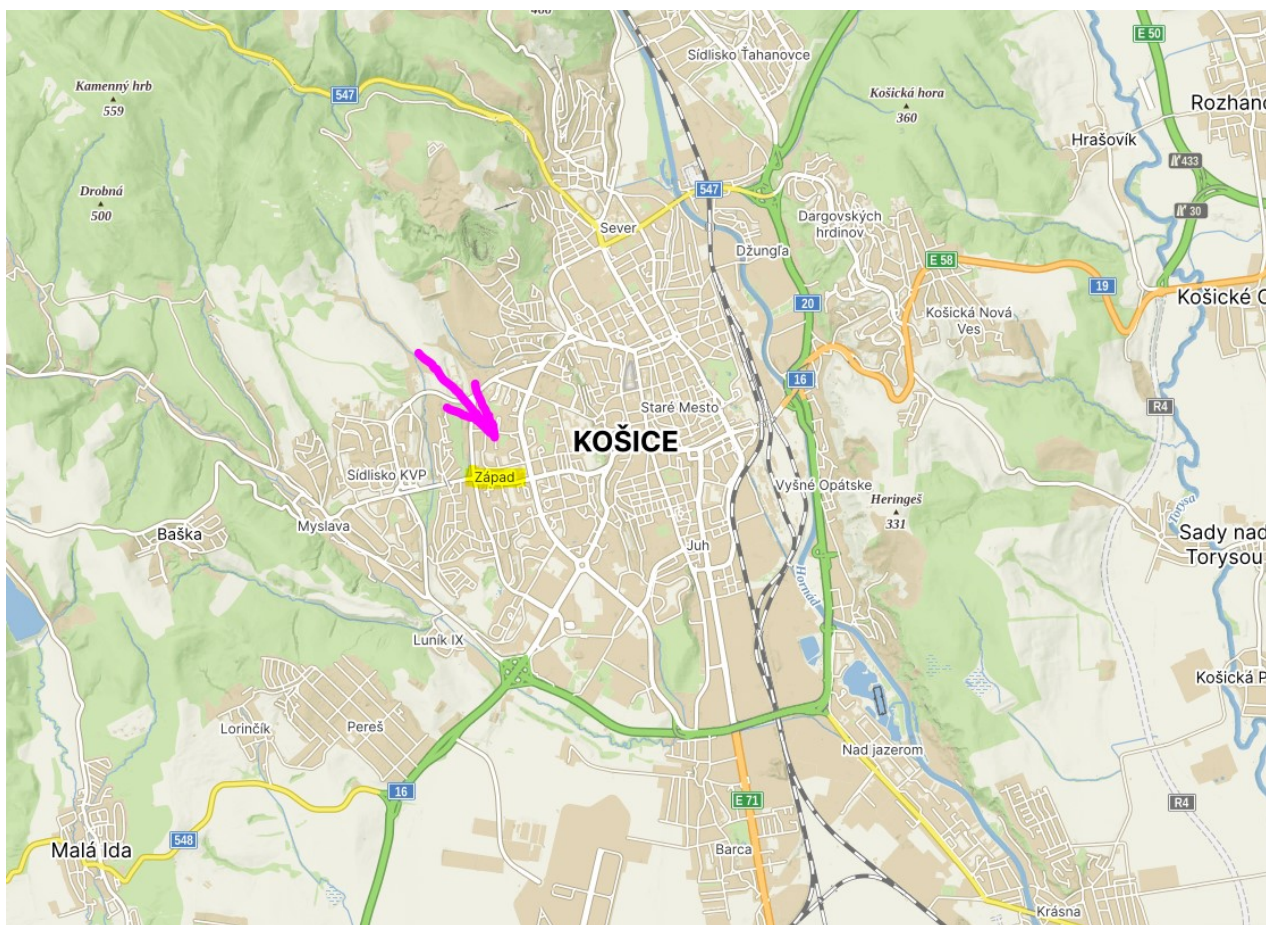 Kamenný hrb
559
547
Sídlisko Ťahanovce
E 50
Košická hora
360
Hrašovík
433
Drobná
500
547
30
Sever
Dargovských
hrdinov
Džungľa
E 58
19
20
Košická Nová
Ves
16
R4
Staré Mesto
KOŠICE
Sídlisko KVP
Západ
Vyšné Opátske
Heringeš
331
Torysa
Myslava
Baška
Juh
Sady nad
Torysou
Hornád
Luník IX
Lorinčík
Pereš
Nad jazerom
16
E 71
R4
548
Malá Ida
Barca
Krásna